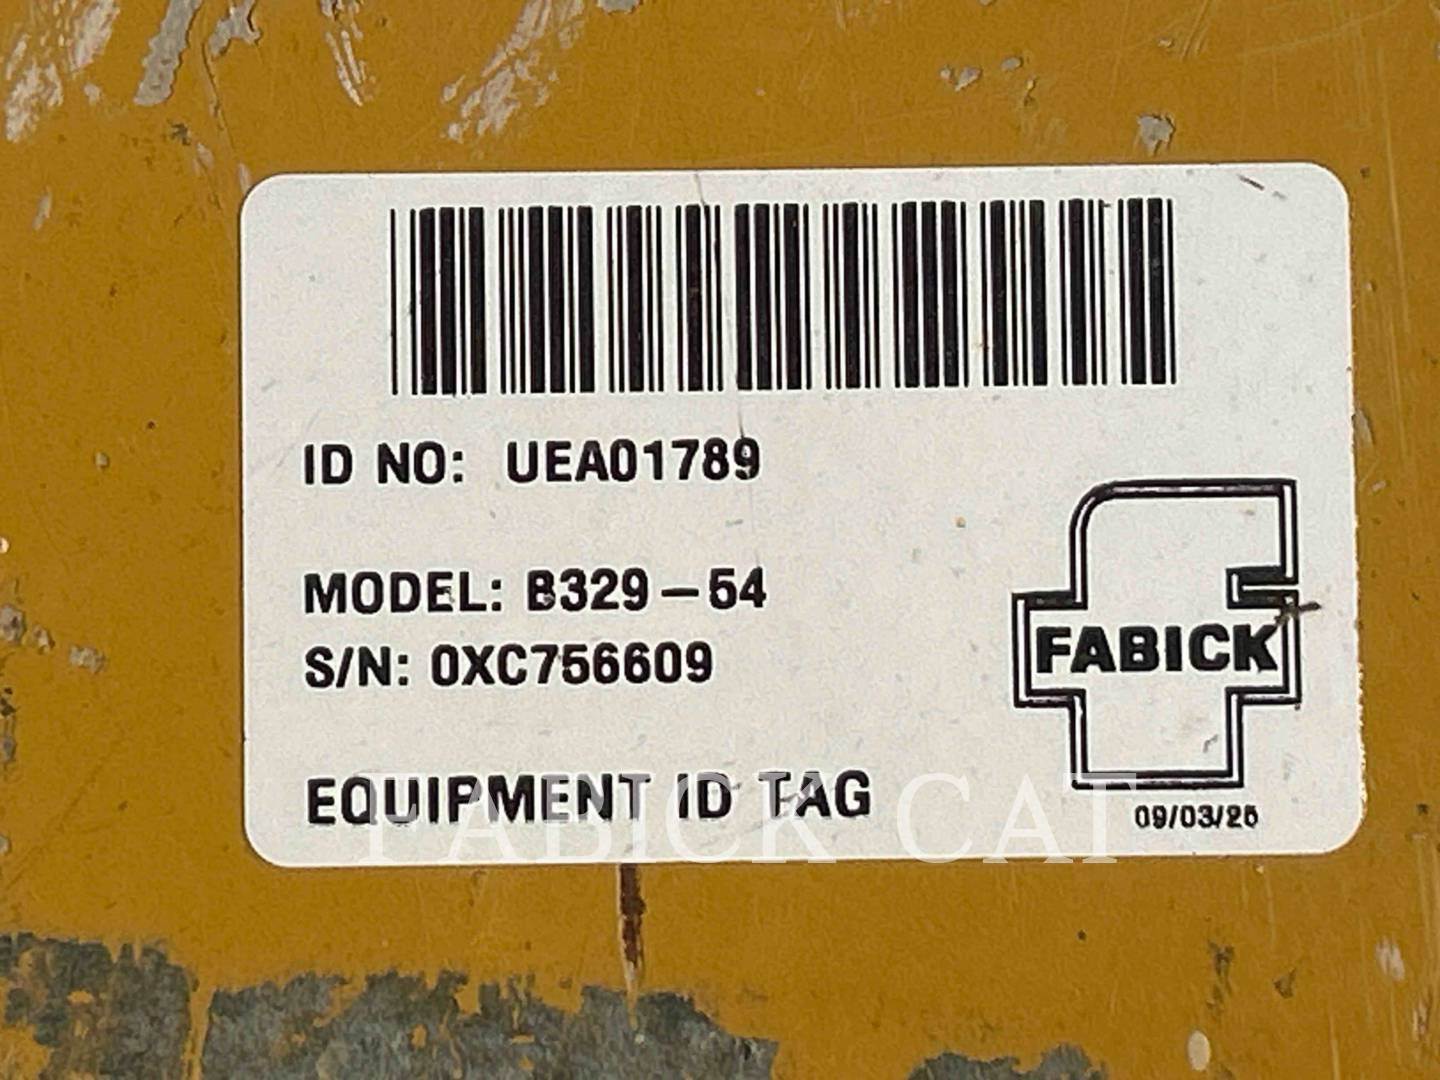 ID NO: UEA01789
MODEL: B329-54
S/N: 0XC756609
FABICK
EQUIPMENT ID TAG
FABICK CAT
09/03/25